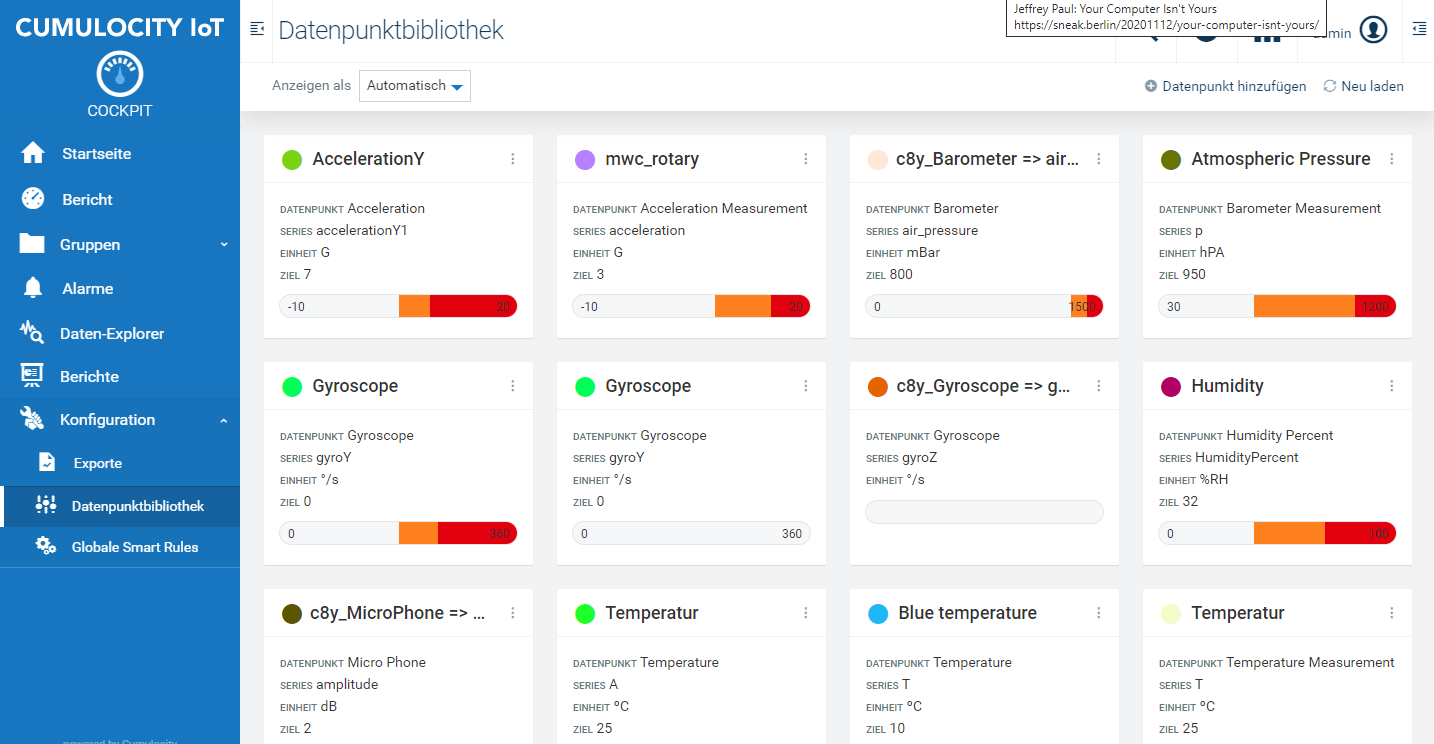 CUMULOCITY IoT
COCKPIT
Startseite
Bericht
Gruppen
Alarme
Daten-Explorer
Berichte
Konfiguration
Exporte
Datenpunktbibliothek
Globale Smart Rules
powered by Cumulocity
Datenpunktbibliothek
Jeffrey Paul: Your Computer Isn't Yours
https://sneak.berlin/20201112/your-computer-isnt-yours/
Anzeigen als Automatisch
Datenpunkt hinzufügen Neu laden
AccelerationY
DATENPUNKT Acceleration
SERIES accelerationY1
EINHEIT G
ZIEL 7
-10 20
mwc_rotary
DATENPUNKT Acceleration Measurement
SERIES acceleration
EINHEIT G
ZIEL 3
-10 20
c8y_Barometer => air...
DATENPUNKT Barometer
SERIES air_pressure
EINHEIT mBar
ZIEL 800
0 1500
Atmospheric Pressure
DATENPUNKT Barometer Measurement
SERIES p
EINHEIT hPA
ZIEL 950
30 1200
Gyroscope
DATENPUNKT Gyroscope
SERIES gyroY
EINHEIT °/s
ZIEL 0
0 360
Gyroscope
DATENPUNKT Gyroscope
SERIES gyroY
EINHEIT °/s
ZIEL 0
0 360
c8y_Gyroscope => g...
DATENPUNKT Gyroscope
SERIES gyroZ
EINHEIT °/s
Humidity
DATENPUNKT Humidity Percent
SERIES HumidityPercent
EINHEIT %RH
ZIEL 32
0 100
c8y_MicroPhone => ...
DATENPUNKT Micro Phone
SERIES amplitude
EINHEIT dB
ZIEL 2
Temperatur
DATENPUNKT Temperature
SERIES A
EINHEIT °C
ZIEL 25
Blue temperature
DATENPUNKT Temperature
SERIES T
EINHEIT °C
ZIEL 10
Temperatur
DATENPUNKT Temperature Measurement
SERIES T
EINHEIT °C
ZIEL 25